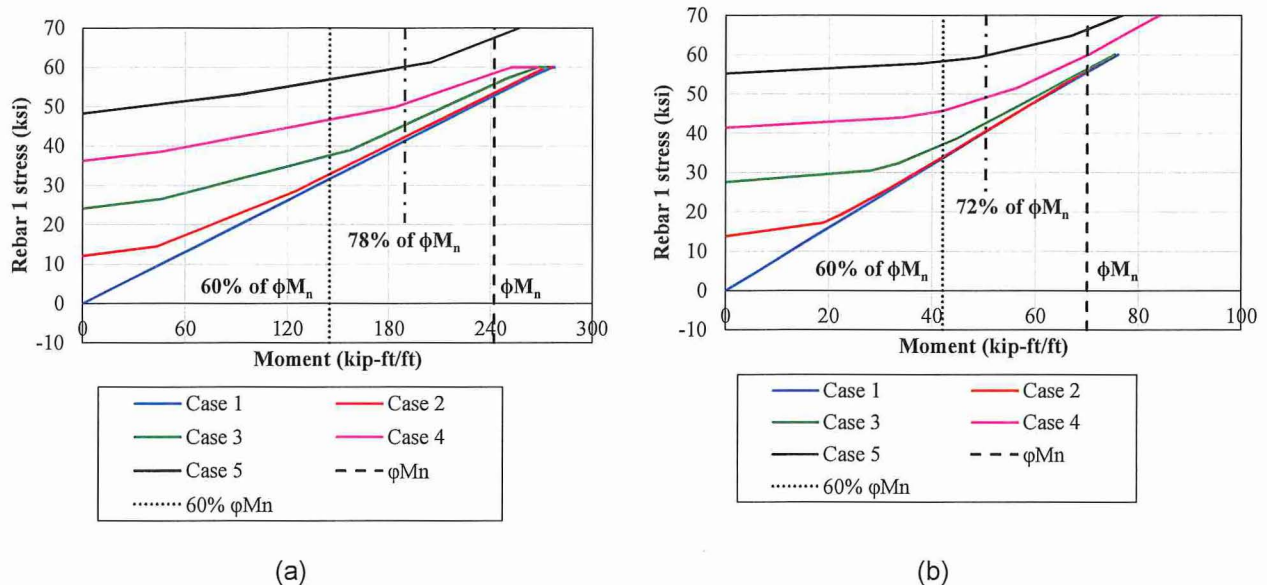 70
60
50
40
30
20
10
0
-10
Rebar 1 stress (ksi)
78% of ϕMn
60% of ϕMn
ϕMn
0 60 120 180 240 300
Moment (kip-ft/ft)
Case 1 Case 2
Case 3 Case 4
Case 5 φMn
60% φMn
(a)
70
60
50
40
30
20
10
0
-10
Rebar 1 stress (ksi)
72% of ϕMn
60% of ϕMn
ϕMn
0 20 40 60 80 100
Moment (kip-ft/ft)
Case 1 Case 2
Case 3 Case 4
Case 5 φMn
60% φMn
(b)